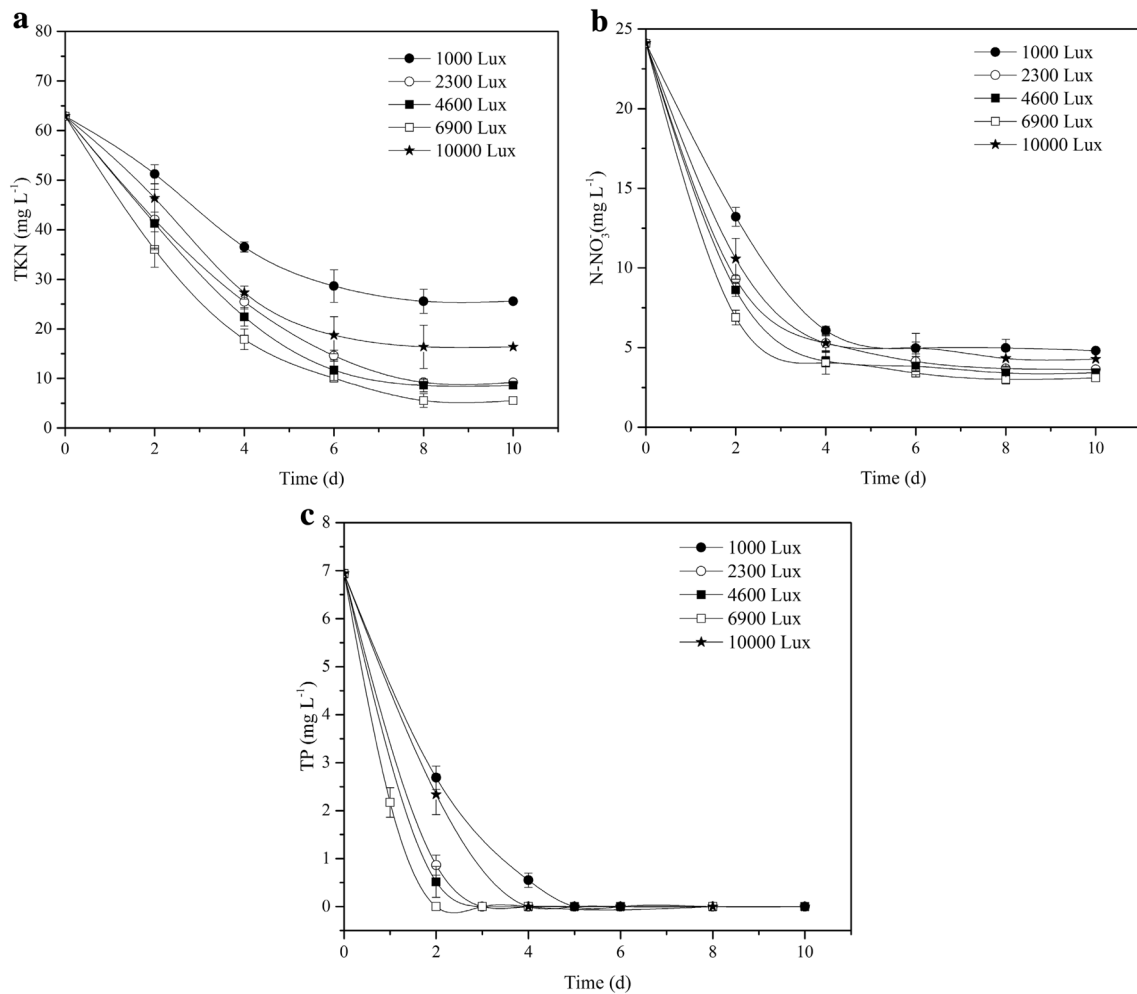 a
80
70
60
50
40
30
20
10
0
TKN (mg L⁻¹)
1000 Lux
2300 Lux
4600 Lux
6900 Lux
10000 Lux
0 2 4 6 8 10
Time (d)
b
25
20
15
10
5
0
N-NO₃⁻(mg L⁻¹)
1000 Lux
2300 Lux
4600 Lux
6900 Lux
10000 Lux
0 2 4 6 8 10
Time (d)
c
8
7
6
5
4
3
2
1
0
TP (mg L⁻¹)
1000 Lux
2300 Lux
4600 Lux
6900 Lux
10000 Lux
0 2 4 6 8 10
Time (d)